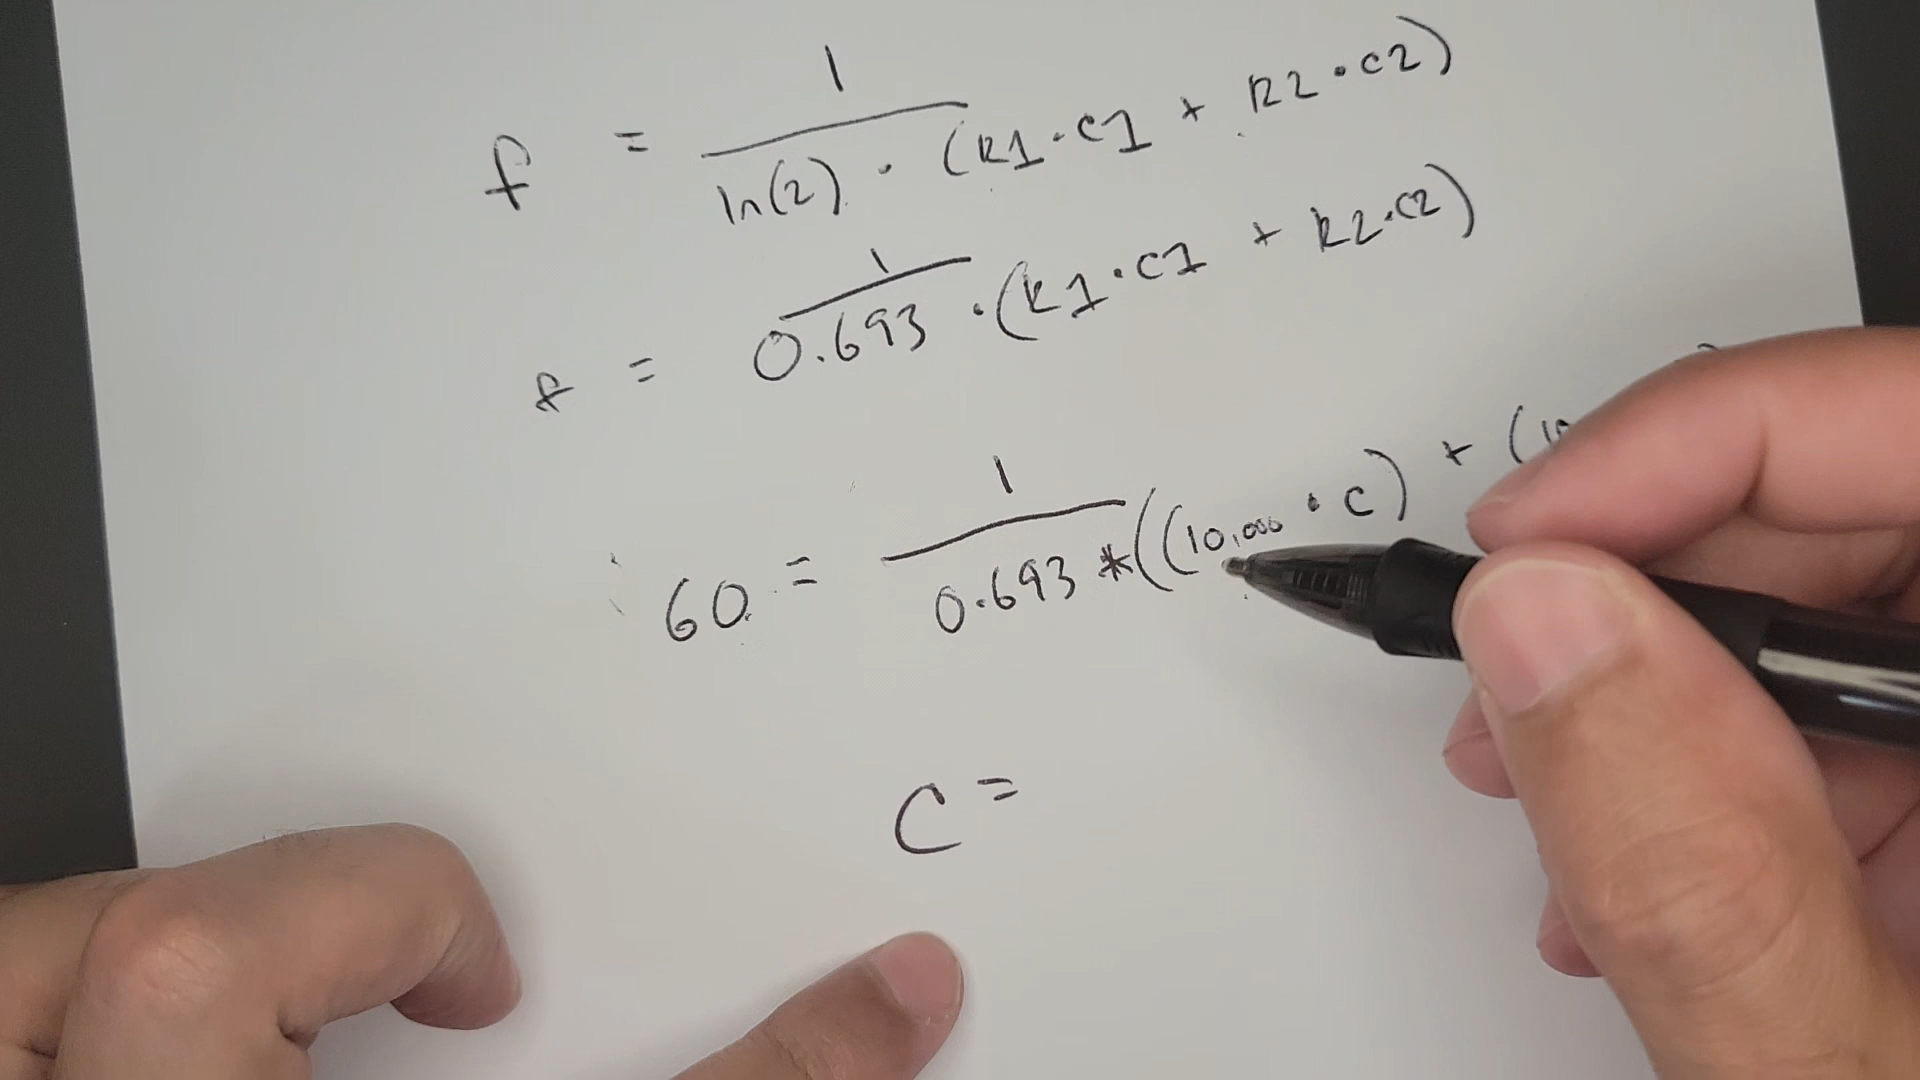 f = 1 / ln(2) · (R1 · C1 + R2 · C2)
f = 1 / 0.693 · (R1 · C1 + R2 · C2)
60 = 1 / 0.693 * ((10,000 · C) + (
C =